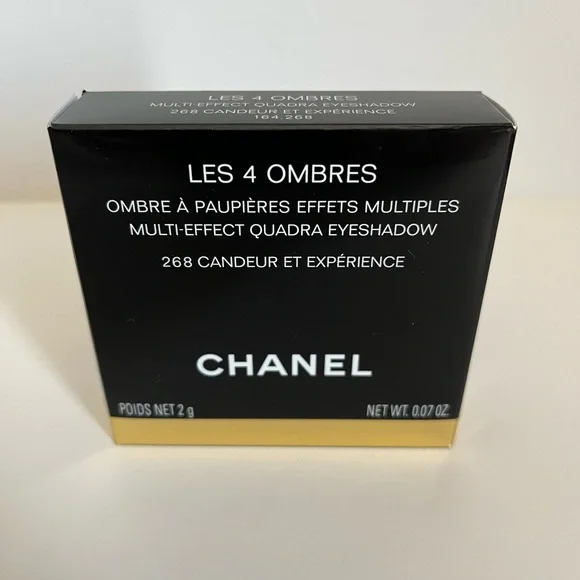 LES 4 OMBRES
MULTI-EFFECT QUADRA EYESHADOW
268 CANDEUR ET EXPÉRIENCE
164.268
LES 4 OMBRES
OMBRE À PAUPIÈRES EFFETS MULTIPLES
MULTI-EFFECT QUADRA EYESHADOW
268 CANDEUR ET EXPÉRIENCE
CHANEL
POIDS NET 2 g NET WT. 0.07 OZ.